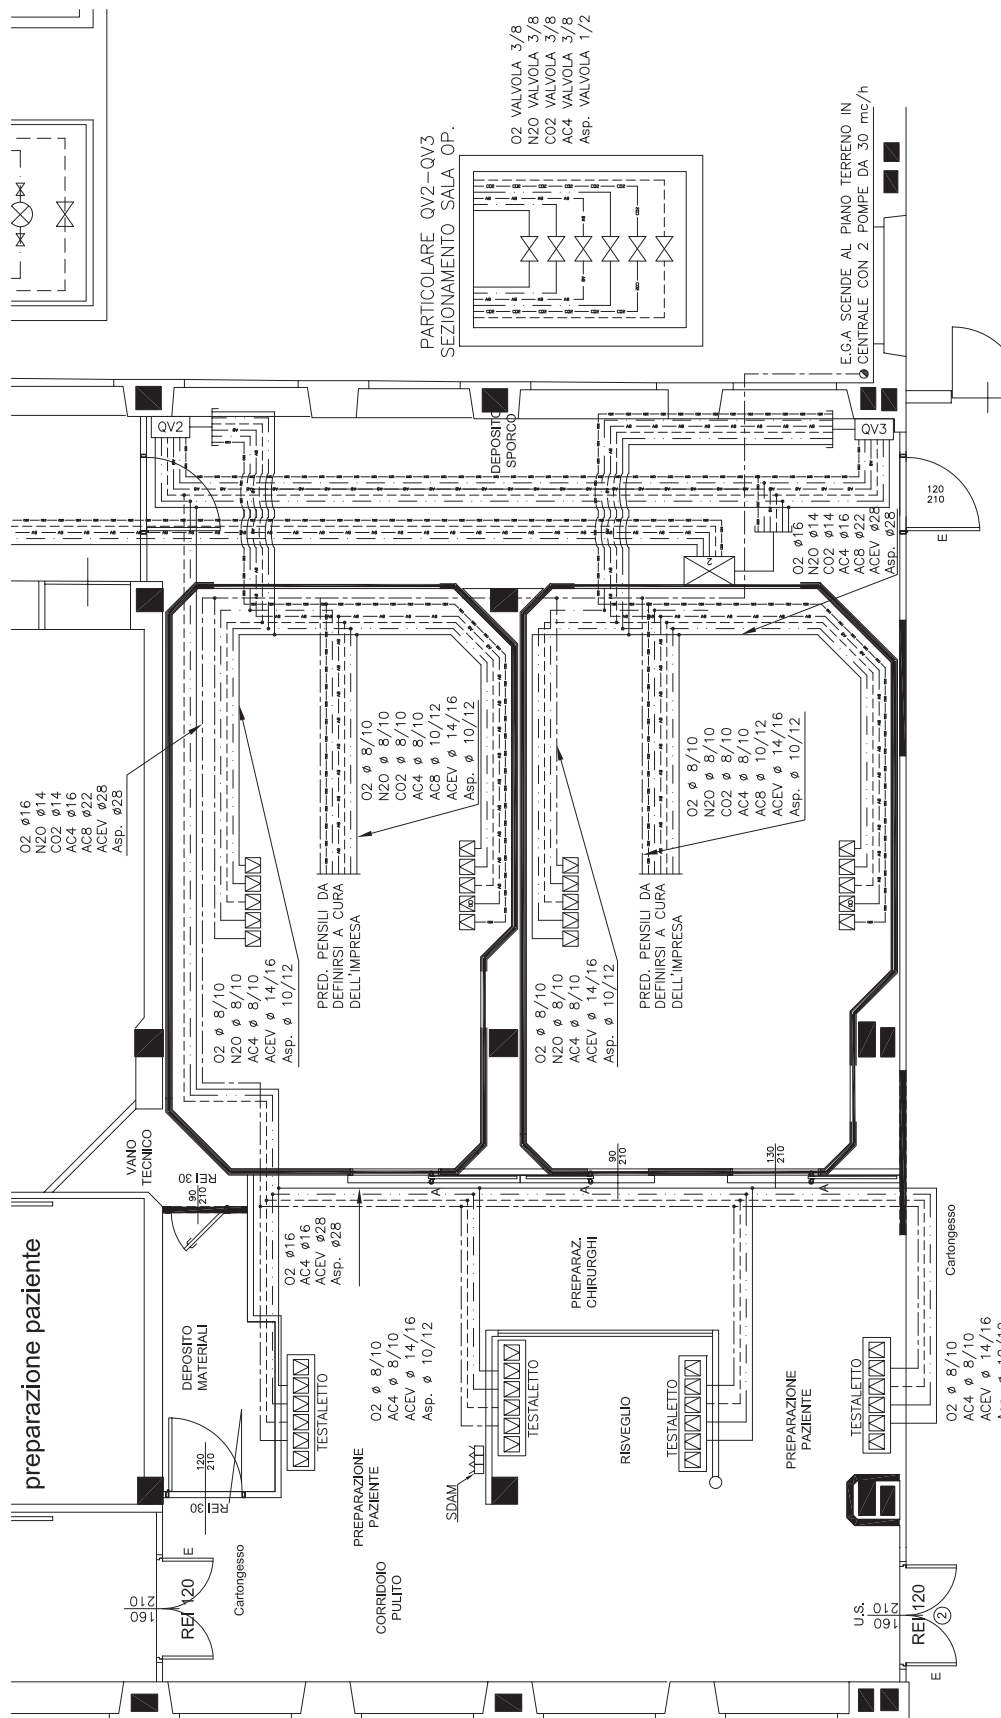 O2 VALVOLA 3/8
N2O VALVOLA 3/8
CO2 VALVOLA 3/8
AC4 VALVOLA 3/8
Asp. VALVOLA 1/2
PARTICOLARE QV2-QV3
SEZIONAMENTO SALA OP.
E.G.A SCENDE AL PIANO TERRENO IN
CENTRALE CON 2 POMPE DA 30 mc/h
QV2
DEPOSITO
SPORCO
QV3
120
210
E
O2 ø16
N2O ø14
CO2 ø14
AC4 ø16
AC8 ø22
ACEV ø28
Asp. ø28
2
O2 ø16
N2O ø14
CO2 ø14
AC4 ø16
AC8 ø22
ACEV ø28
Asp. ø28
O2 ø 8/10
N2O ø 8/10
CO2 ø 8/10
AC4 ø 8/10
AC8 ø 10/12
ACEV ø 14/16
Asp. ø 10/12
O2 ø 8/10
N2O ø 8/10
CO2 ø 8/10
AC4 ø 8/10
AC8 ø 10/12
ACEV ø 14/16
Asp. ø 10/12
PRED. PENSILI DA
DEFINIRSI A CURA
DELL'IMPRESA
PRED. PENSILI DA
DEFINIRSI A CURA
DELL'IMPRESA
O2 ø 8/10
N2O ø 8/10
AC4 ø 8/10
ACEV ø 14/16
Asp. ø 10/12
O2 ø 8/10
N2O ø 8/10
AC4 ø 8/10
ACEV ø 14/16
Asp. ø 10/12
VANO
TECNICO
90
210
REI30
A
A
90
210
130
210
A
preparazione paziente
O2 ø16
AC4 ø16
ACEV ø28
Asp. ø28
PREPARAZ.
CHIRURGHI
Cartongesso
DEPOSITO
MATERIALI
O2 ø 8/10
AC4 ø 8/10
ACEV ø 14/16
Asp. ø 10/12
O2 ø 8/10
AC4 ø 8/10
ACEV ø 14/16
TESTALETTO
TESTALETTO
TESTALETTO
TESTALETTO
120
210
REI30
PREPARAZIONE
PAZIENTE
SDAM
RISVEGLIO
PREPARAZIONE
PAZIENTE
E
Cartongesso
CORRIDOIO
PULITO
160
210
REI 120
U.S.
160
210
REI 120
2
E